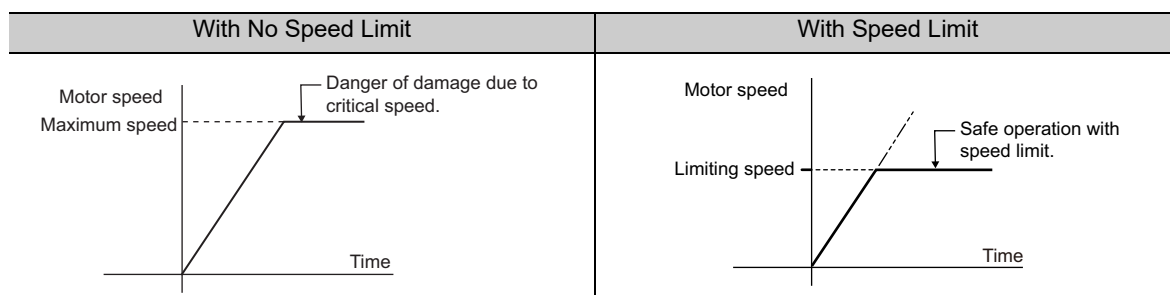 With No Speed Limit
With Speed Limit
Motor speed
Maximum speed
Danger of damage due to
critical speed.
Time
Motor speed
Limiting speed
Safe operation with
speed limit.
Time